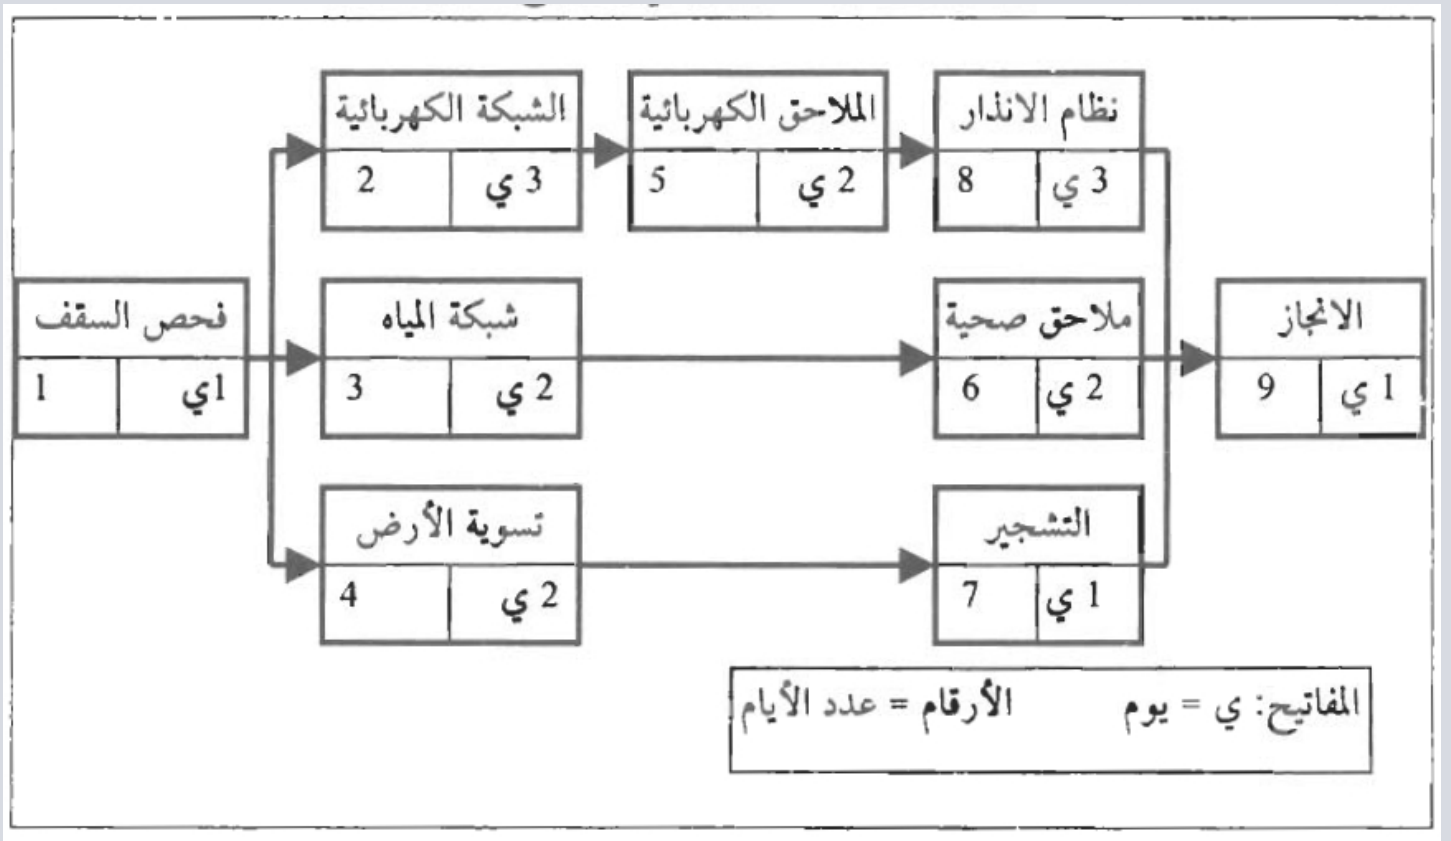 الشبكة الكهربائية
2 3 ي
الملاحق الكهربائية
5 2 ي
نظام الانذار
8 3 ي
فحص السقف
1 1ي
شبكة المياه
3 2 ي
ملاحق صحية
6 2 ي
الانجاز
9 1 ي
تسوية الأرض
4 2 ي
التشجير
7 1 ي
المفاتيح: ي = يوم الأرقام = عدد الأيام